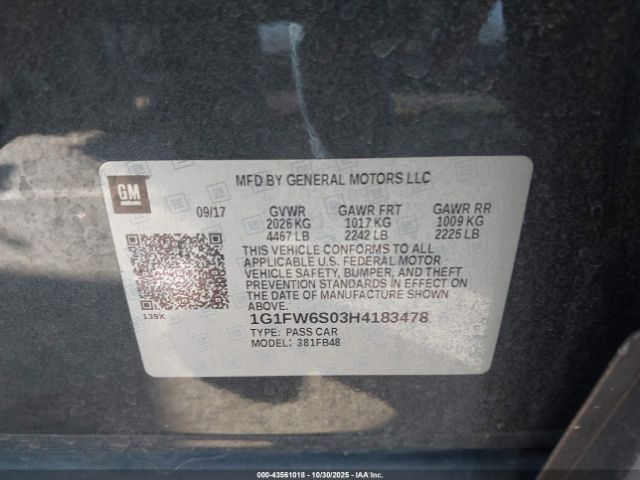 GM
MFD BY GENERAL MOTORS LLC
09/17 GVWR GAWR FRT GAWR RR
2026 KG 1017 KG 1009 KG
4467 LB 2242 LB 2225 LB
THIS VEHICLE CONFORMS TO ALL
APPLICABLE U.S. FEDERAL MOTOR
VEHICLE SAFETY, BUMPER, AND THEFT
PREVENTION STANDARDS IN EFFECT ON
THE DATE OF MANUFACTURE SHOWN
ABOVE.
139X
1G1FW6S03H4183478
TYPE: PASS CAR
MODEL: 381FB48
000-43561018 - 10/30/2025 - IAA Inc.